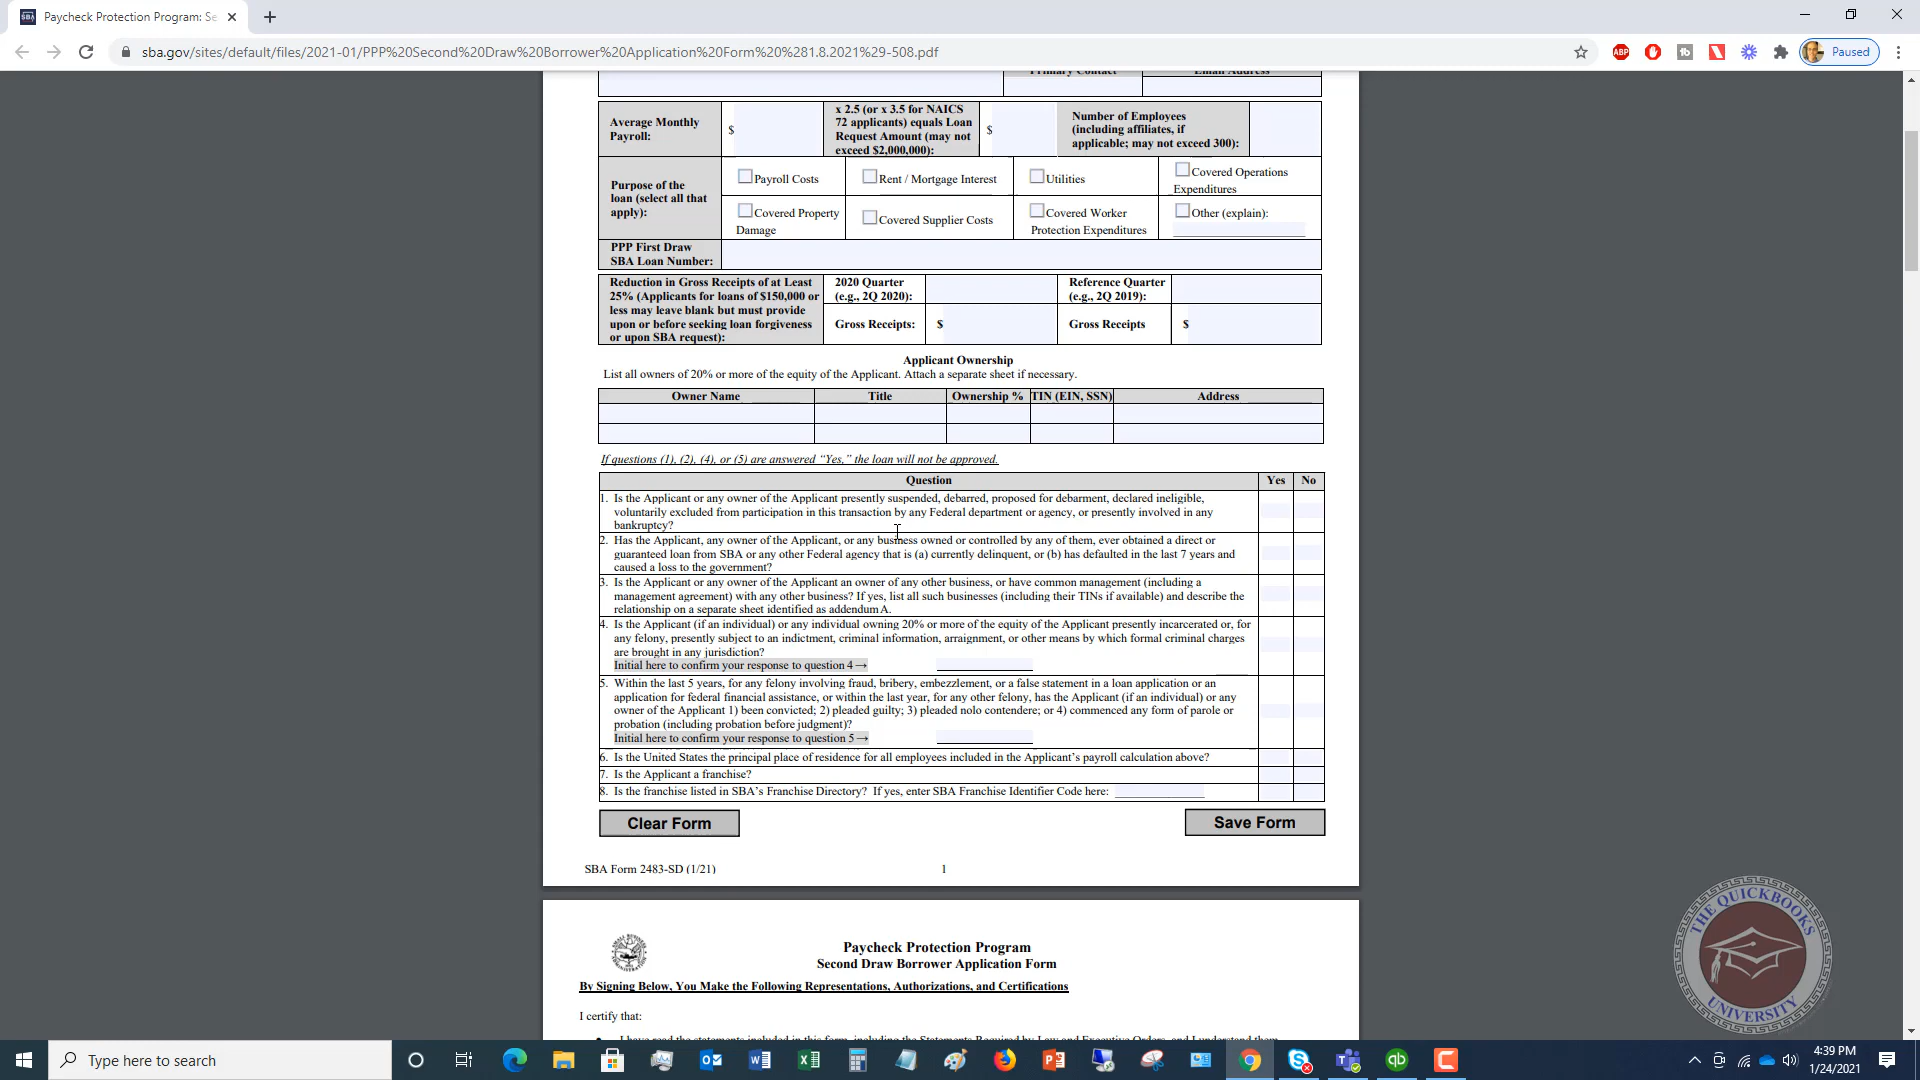 Paycheck Protection Program: Se
sba.gov/sites/default/files/2021-01/PPP%20Second%20Draw%20Borrower%20Application%20Form%20%281.8.2021%29-508.pdf
ABP
tb
Paused
Primary Contact
Email Address
Average Monthly
Payroll:
$
x 2.5 (or x 3.5 for NAICS
72 applicants) equals Loan
Request Amount (may not
exceed $2,000,000):
$
Number of Employees
(including affiliates, if
applicable; may not exceed 300):
Purpose of the
loan (select all that
apply):
Payroll Costs
Rent / Mortgage Interest
Utilities
Covered Operations
Expenditures
Covered Property
Damage
Covered Supplier Costs
Covered Worker
Protection Expenditures
Other (explain):
PPP First Draw
SBA Loan Number:
Reduction in Gross Receipts of at Least
25% (Applicants for loans of $150,000 or
less may leave blank but must provide
upon or before seeking loan forgiveness
or upon SBA request):
2020 Quarter
(e.g., 2Q 2020):
Reference Quarter
(e.g., 2Q 2019):
Gross Receipts:
$
Gross Receipts
$
Applicant Ownership
List all owners of 20% or more of the equity of the Applicant. Attach a separate sheet if necessary.
Owner Name Title Ownership % TIN (EIN, SSN) Address
If questions (1), (2), (4), or (5) are answered “Yes,” the loan will not be approved.
Question Yes No
1. Is the Applicant or any owner of the Applicant presently suspended, debarred, proposed for debarment, declared ineligible,
voluntarily excluded from participation in this transaction by any Federal department or agency, or presently involved in any
bankruptcy?
2. Has the Applicant, any owner of the Applicant, or any business owned or controlled by any of them, ever obtained a direct or
guaranteed loan from SBA or any other Federal agency that is (a) currently delinquent, or (b) has defaulted in the last 7 years and
caused a loss to the government?
3. Is the Applicant or any owner of the Applicant an owner of any other business, or have common management (including a
management agreement) with any other business? If yes, list all such businesses (including their TINs if available) and describe the
relationship on a separate sheet identified as addendum A.
4. Is the Applicant (if an individual) or any individual owning 20% or more of the equity of the Applicant presently incarcerated or, for
any felony, presently subject to an indictment, criminal information, arraignment, or other means by which formal criminal charges
are brought in any jurisdiction?
Initial here to confirm your response to question 4 →
5. Within the last 5 years, for any felony involving fraud, bribery, embezzlement, or a false statement in a loan application or an
application for federal financial assistance, or within the last year, for any other felony, has the Applicant (if an individual) or any
owner of the Applicant 1) been convicted; 2) pleaded guilty; 3) pleaded nolo contendere; or 4) commenced any form of parole or
probation (including probation before judgment)?
Initial here to confirm your response to question 5 →
6. Is the United States the principal place of residence for all employees included in the Applicant’s payroll calculation above?
7. Is the Applicant a franchise?
8. Is the franchise listed in SBA’s Franchise Directory? If yes, enter SBA Franchise Identifier Code here:
Clear Form
Save Form
SBA Form 2483-SD (1/21)
1
Paycheck Protection Program
Second Draw Borrower Application Form
By Signing Below, You Make the Following Representations, Authorizations, and Certifications
I certify that:
I have read the statements included in this form, including the Statements Required by Law and Executive Orders, and I understand them.
THE QUICKBOOKS
UNIVERSITY
Type here to search
4:39 PM
1/24/2021